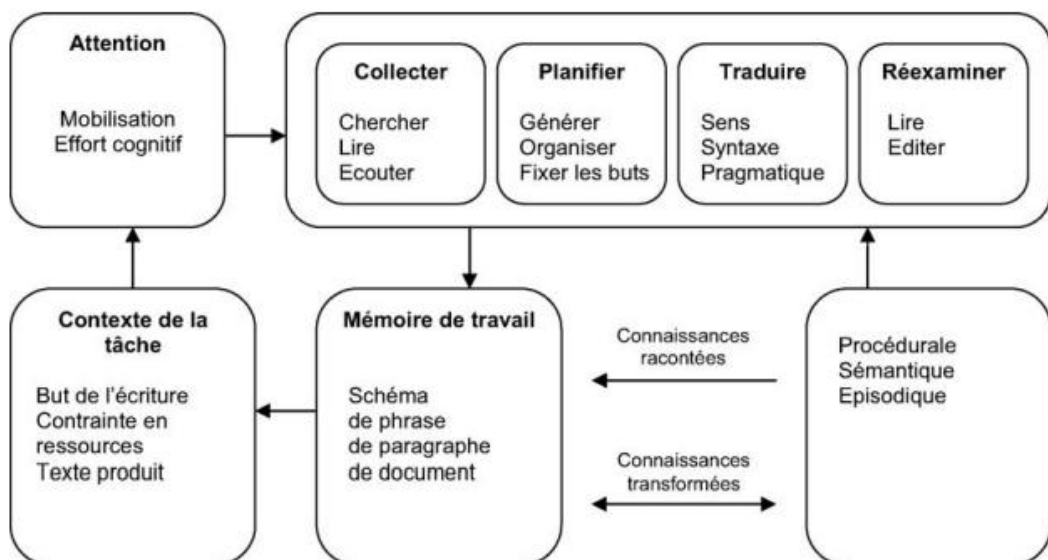 Attention
Mobilisation
Effort cognitif
Collecter
Chercher
Lire
Ecouter
Planifier
Générer
Organiser
Fixer les buts
Traduire
Sens
Syntaxe
Pragmatique
Réexaminer
Lire
Editer
Contexte de la
tâche
But de l'écriture
Contrainte en
ressources
Texte produit
Mémoire de travail
Schéma
de phrase
de paragraphe
de document
Connaissances
racontées
Connaissances
transformées
Procédurale
Sémantique
Episodique